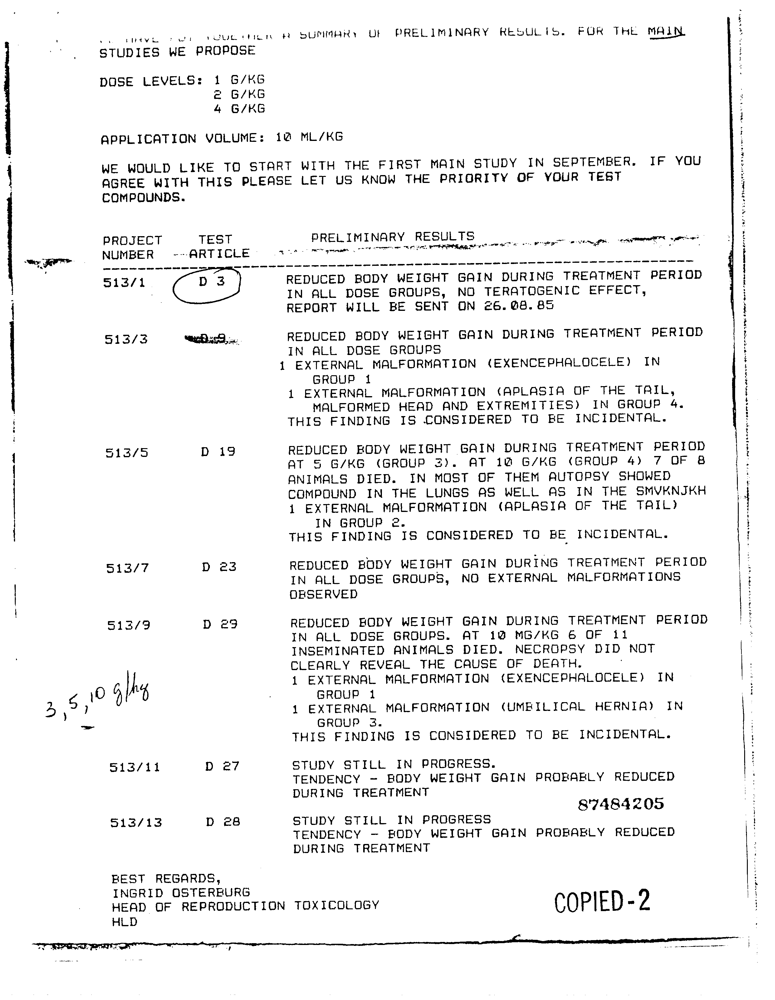 A SUMMARY OF PRELIMINARY RESULTS. FOR THE MAIN
STUDIES WE PROPOSE
DOSE LEVELS: 1 G/KG
2 G/KG
4 G/KG
APPLICATION VOLUME: 10 ML/KG
WE WOULD LIKE TO START WITH THE FIRST MAIN STUDY IN SEPTEMBER. IF YOU
AGREE WITH THIS PLEASE LET US KNOW THE PRIORITY OF YOUR TEST
COMPOUNDS.
PROJECT TEST PRELIMINARY RESULTS
NUMBER ARTICLE
513/1 D 3 REDUCED BODY WEIGHT GAIN DURING TREATMENT PERIOD
IN ALL DOSE GROUPS, NO TERATOGENIC EFFECT,
REPORT WILL BE SENT ON 26.08.85
513/3 REDUCED BODY WEIGHT GAIN DURING TREATMENT PERIOD
IN ALL DOSE GROUPS
1 EXTERNAL MALFORMATION (EXENCEPHALOCELE) IN
GROUP 1
1 EXTERNAL MALFORMATION (APLASIA OF THE TAIL,
MALFORMED HEAD AND EXTREMITIES) IN GROUP 4.
THIS FINDING IS CONSIDERED TO BE INCIDENTAL.
513/5 D 19 REDUCED BODY WEIGHT GAIN DURING TREATMENT PERIOD
AT 5 G/KG (GROUP 3). AT 10 G/KG (GROUP 4) 7 OF 8
ANIMALS DIED. IN MOST OF THEM AUTOPSY SHOWED
COMPOUND IN THE LUNGS AS WELL AS IN THE SMVKNJKH
1 EXTERNAL MALFORMATION (APLASIA OF THE TAIL)
IN GROUP 2.
THIS FINDING IS CONSIDERED TO BE INCIDENTAL.
513/7 D 23 REDUCED BODY WEIGHT GAIN DURING TREATMENT PERIOD
IN ALL DOSE GROUPS, NO EXTERNAL MALFORMATIONS
OBSERVED
513/9 D 29 REDUCED BODY WEIGHT GAIN DURING TREATMENT PERIOD
IN ALL DOSE GROUPS. AT 10 MG/KG 6 OF 11
INSEMINATED ANIMALS DIED. NECROPSY DID NOT
CLEARLY REVEAL THE CAUSE OF DEATH.
1 EXTERNAL MALFORMATION (EXENCEPHALOCELE) IN
GROUP 1
1 EXTERNAL MALFORMATION (UMBILICAL HERNIA) IN
GROUP 3.
THIS FINDING IS CONSIDERED TO BE INCIDENTAL.
3, 5, 10 g/kg
513/11 D 27 STUDY STILL IN PROGRESS.
TENDENCY - BODY WEIGHT GAIN PROBABLY REDUCED
DURING TREATMENT
87484205
513/13 D 28 STUDY STILL IN PROGRESS
TENDENCY - BODY WEIGHT GAIN PROBABLY REDUCED
DURING TREATMENT
BEST REGARDS,
INGRID OSTERBURG
HEAD OF REPRODUCTION TOXICOLOGY
HLD
COPIED-2